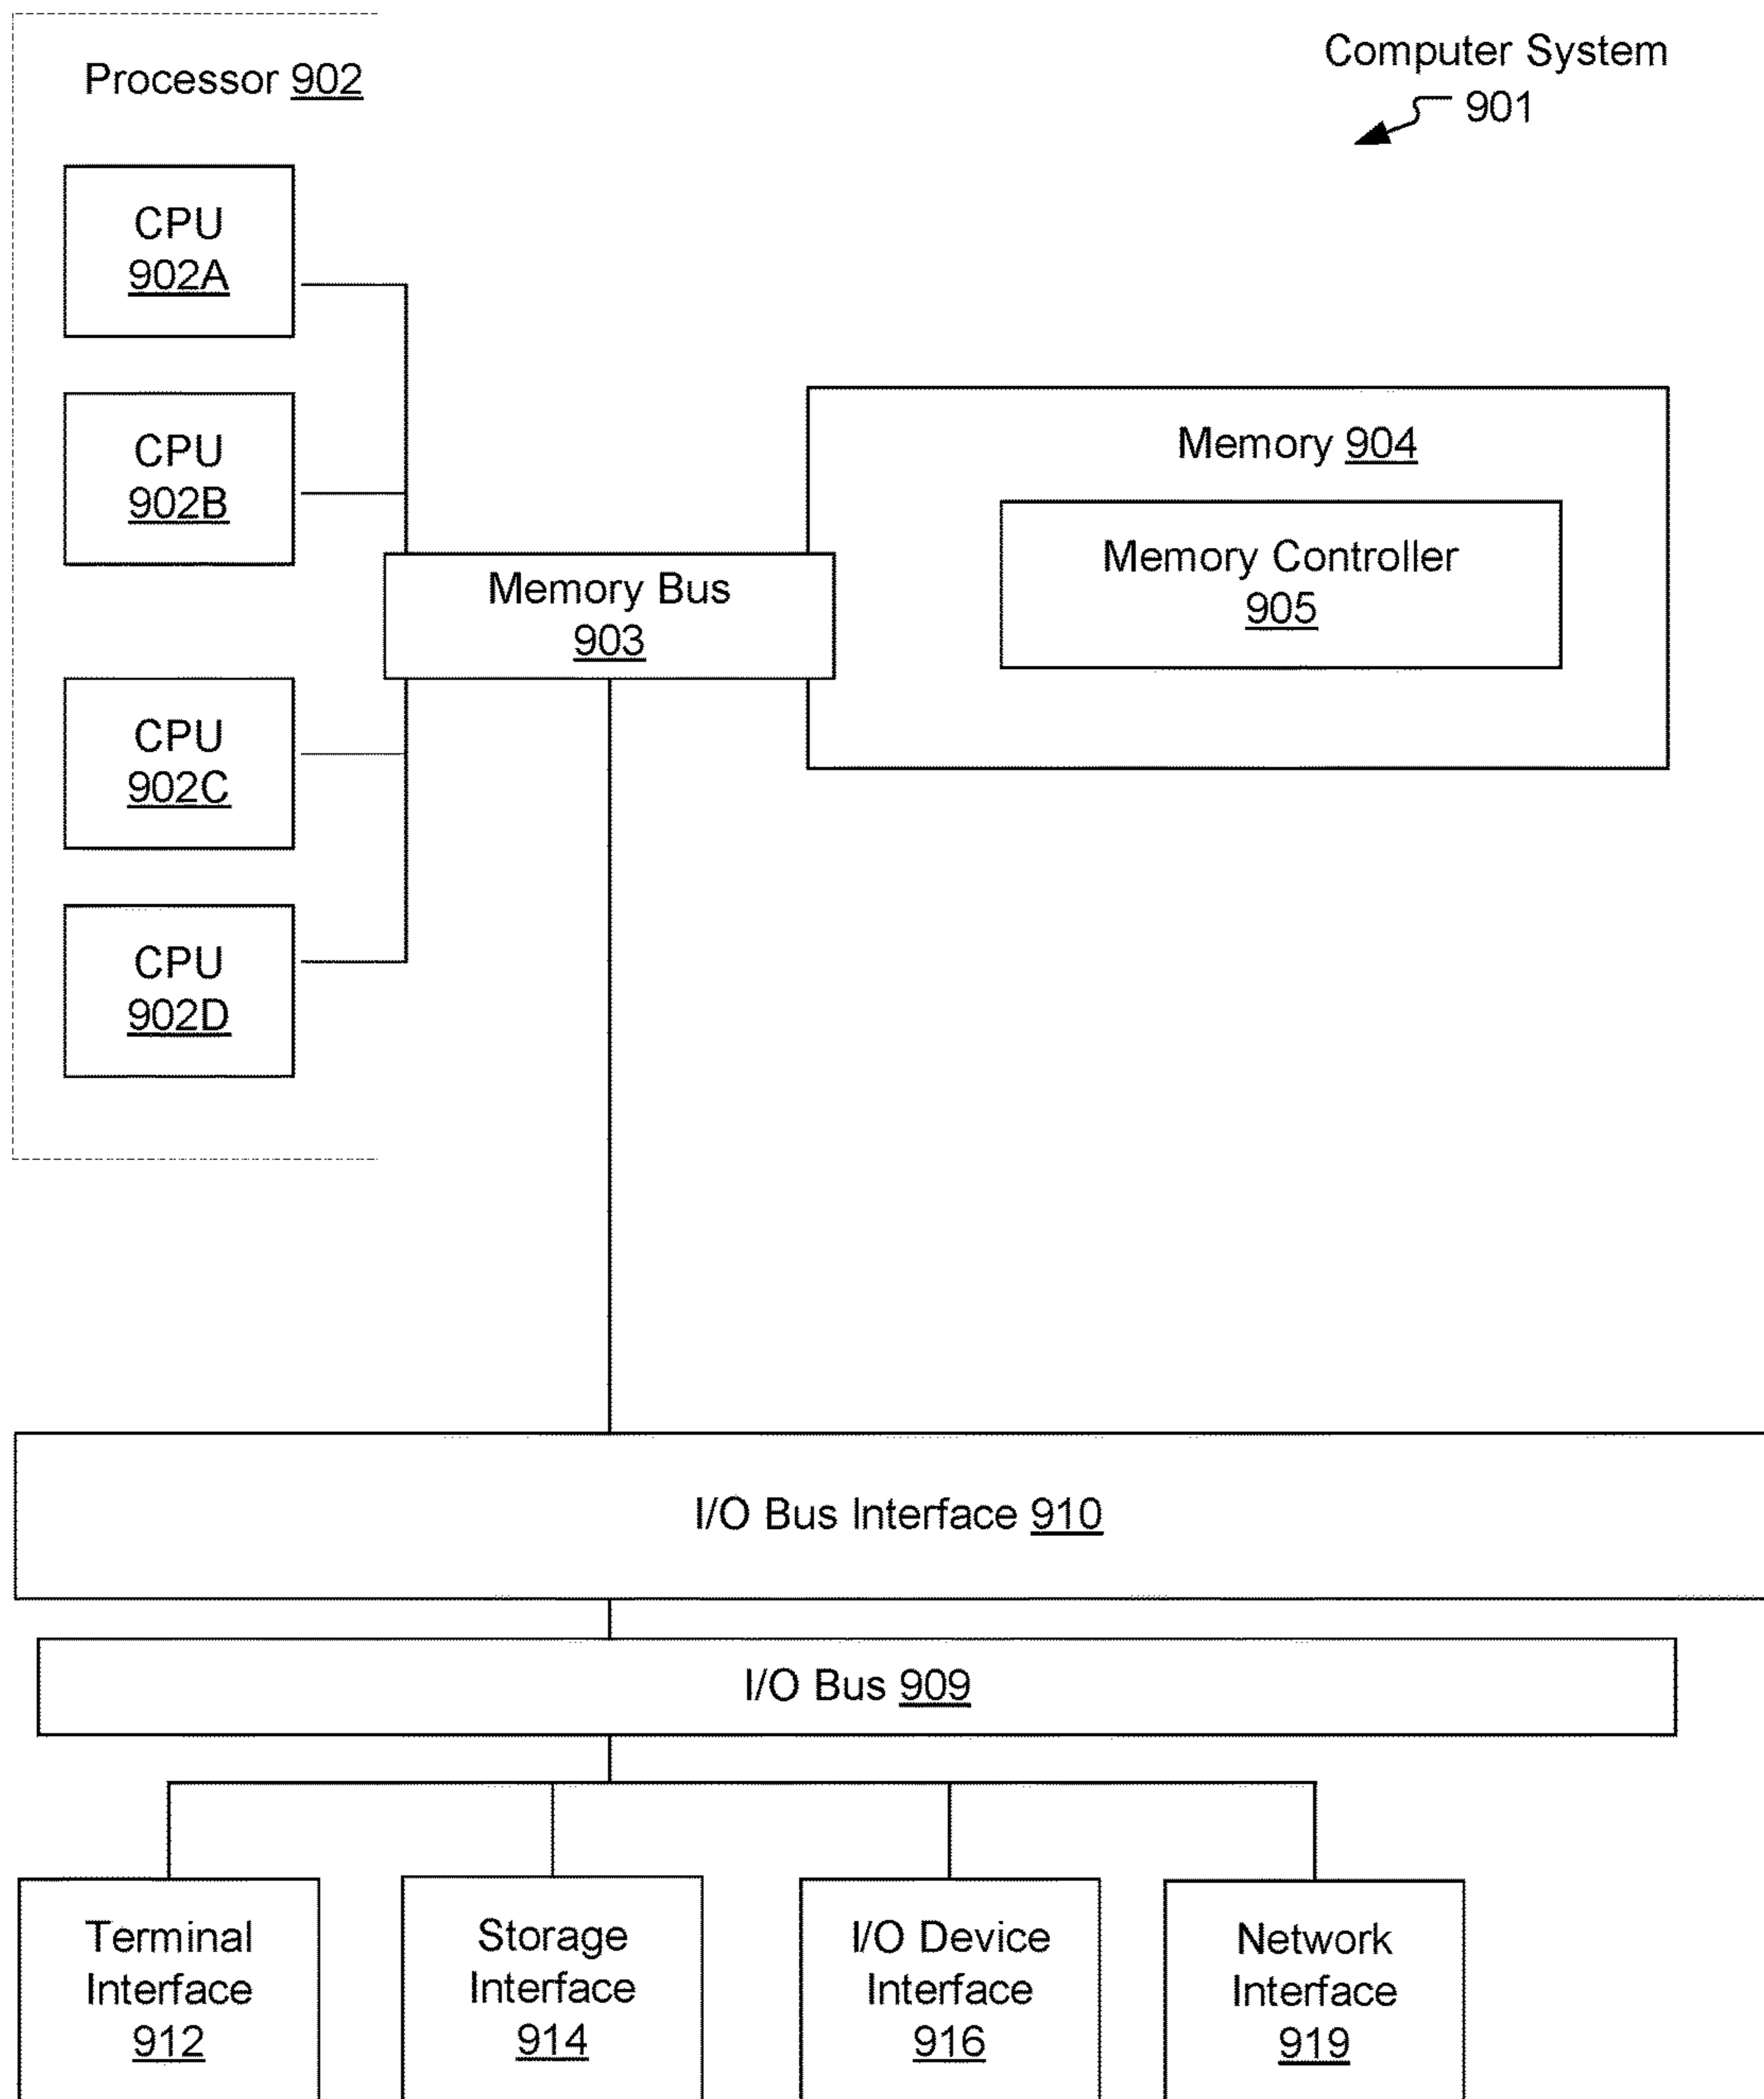 Processor 902
Computer System
901
CPU
902A
CPU
902B
Memory 904
Memory Controller
905
Memory Bus
903
CPU
902C
CPU
902D
I/O Bus Interface 910
I/O Bus 909
Terminal
Interface
912
Storage
Interface
914
I/O Device
Interface
916
Network
Interface
919